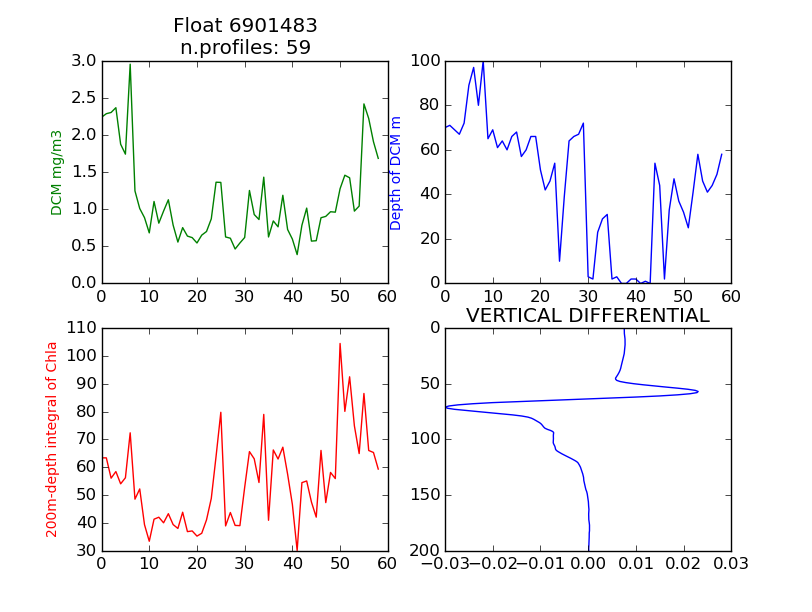 Float 6901483
n.profiles: 59
3.0
2.5
2.0
1.5
1.0
0.5
0.0
DCM mg/m3
0 10 20 30 40 50 60
100
80
60
40
20
0
Depth of DCM m
0 10 20 30 40 50 60
110
100
90
80
70
60
50
40
30
200m-depth integral of Chla
0 10 20 30 40 50 60
VERTICAL DIFFERENTIAL
0
50
100
150
200
−0.03 −0.02 −0.01 0.00 0.01 0.02 0.03